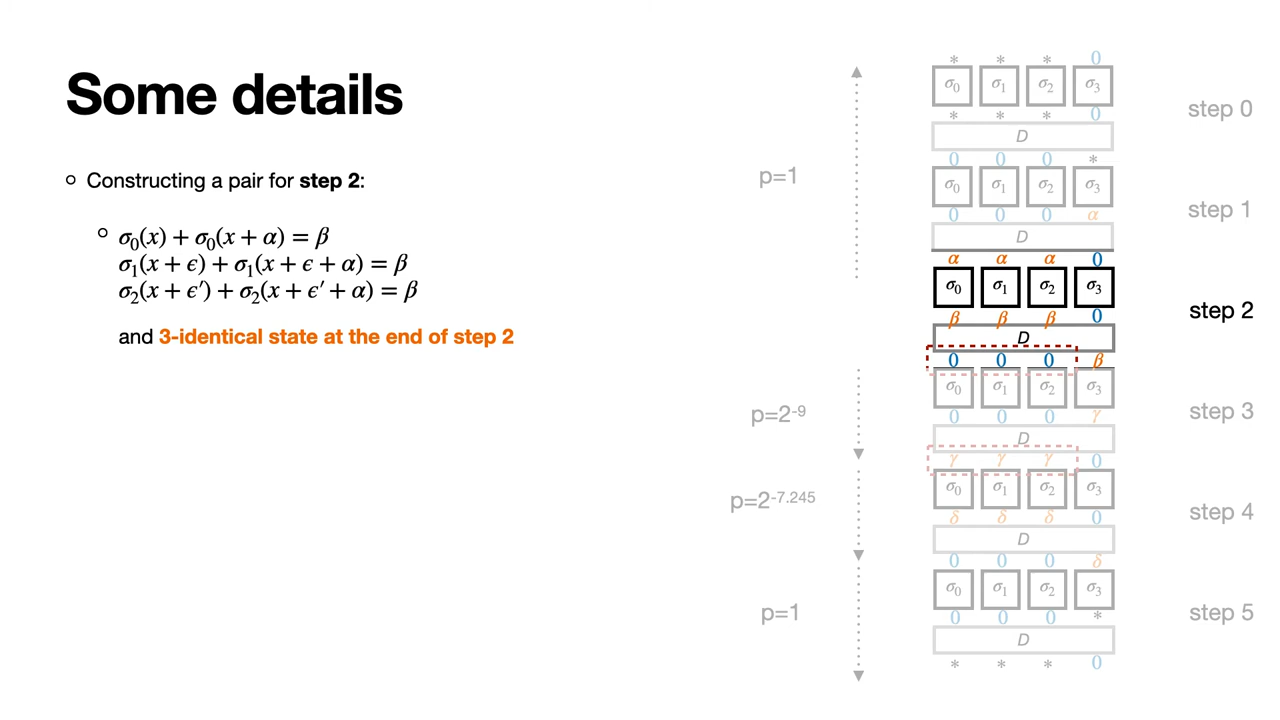 Some details
Constructing a pair for step 2:
σ₀(x) + σ₀(x + α) = β
σ₁(x + ϵ) + σ₁(x + ϵ + α) = β
σ₂(x + ϵ′) + σ₂(x + ϵ′ + α) = β
and 3-identical state at the end of step 2
* * * 0
σ₀ σ₁ σ₂ σ₃ step 0
* * * 0
D
p=1
0 0 0 *
σ₀ σ₁ σ₂ σ₃ step 1
0 0 0 α
D
α α α 0
σ₀ σ₁ σ₂ σ₃ step 2
β β β 0
D
0 0 0 β
σ₀ σ₁ σ₂ σ₃ step 3
p=2⁻⁹
0 0 0 γ
D
γ γ γ 0
σ₀ σ₁ σ₂ σ₃ step 4
p=2⁻⁷·²⁴⁵
δ δ δ 0
D
0 0 0 δ
σ₀ σ₁ σ₂ σ₃ step 5
p=1
0 0 0 *
D
* * * 0